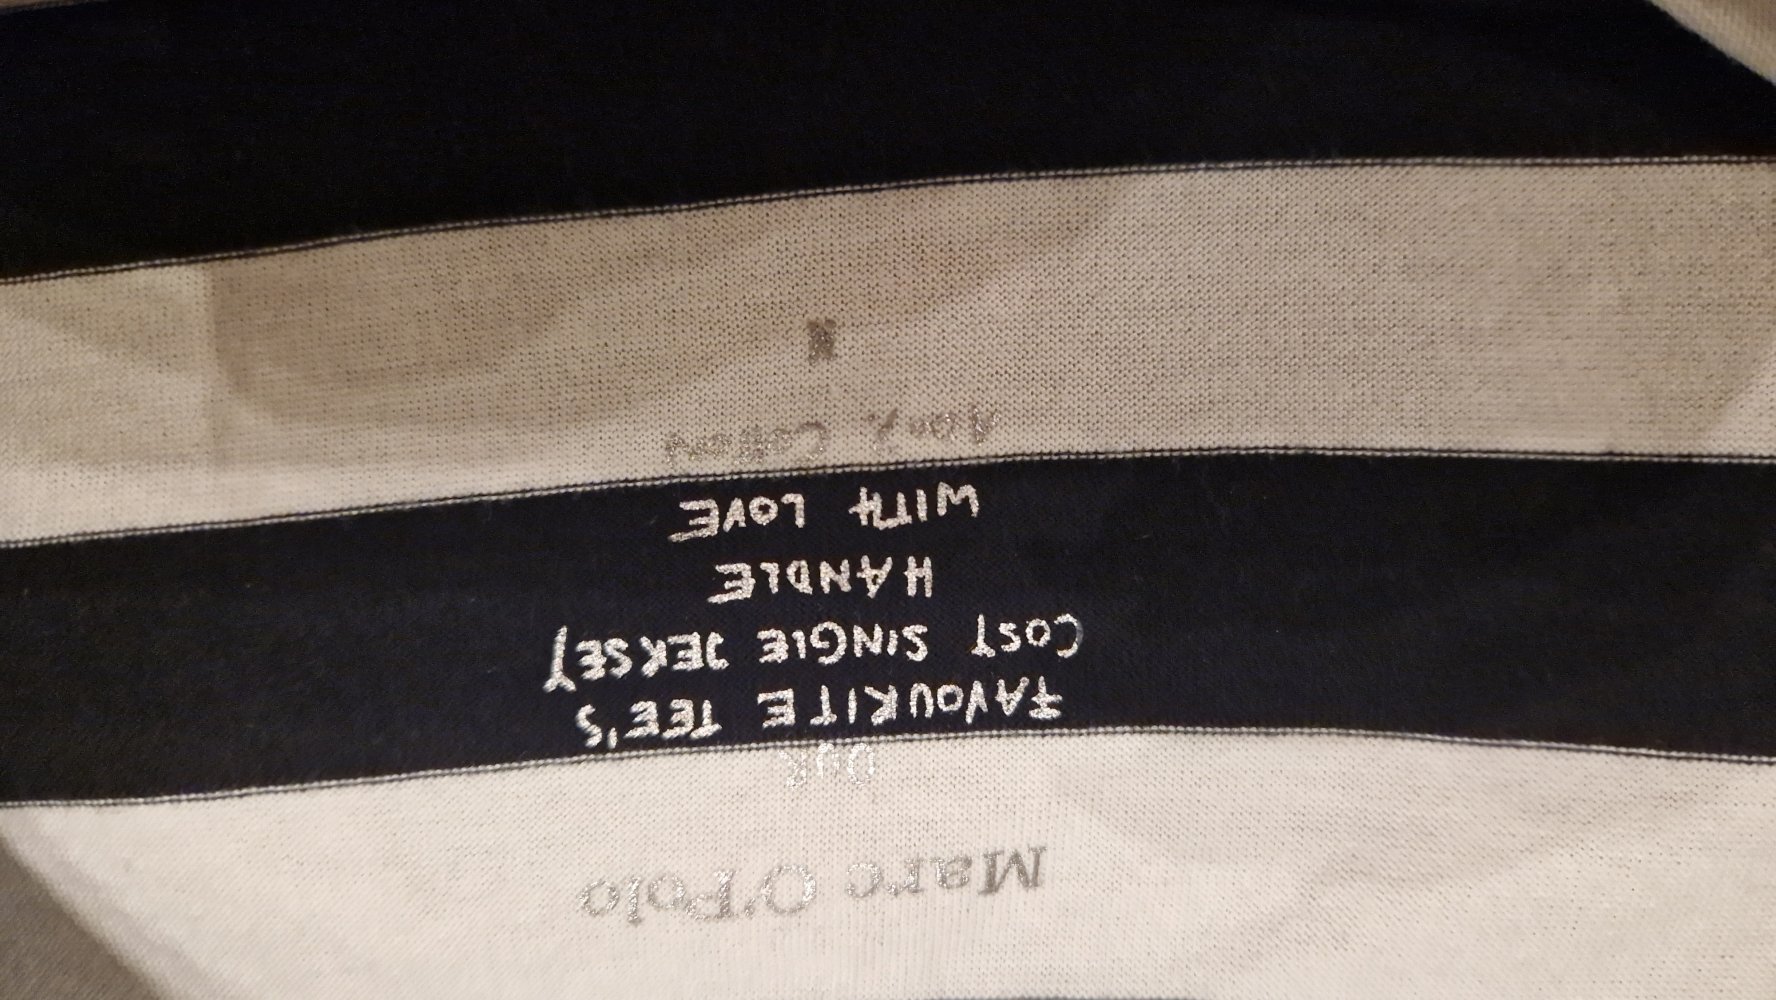 Marc O'Polo
OUR
FAVOURITE TEE'S
COSY SINGLE JERSEY
HANDLE
WITH LOVE
100% COTTON